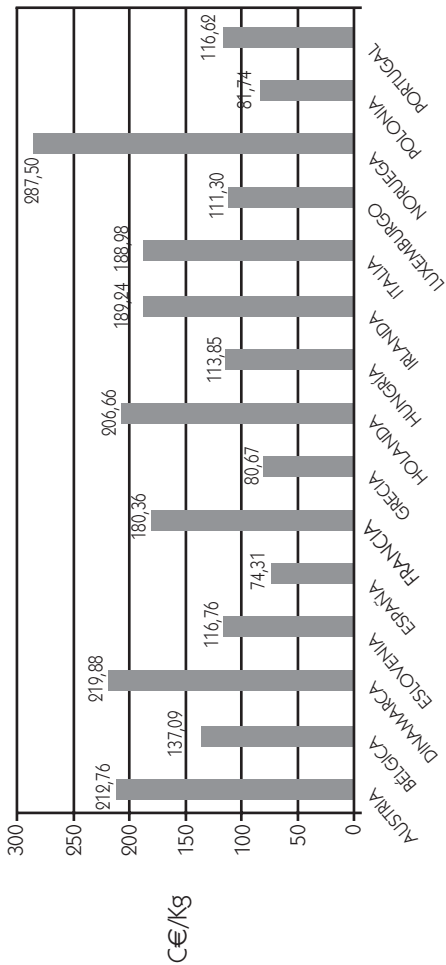 C€/Kg
300
250
200
150
100
50
0
212,76
137,09
219,88
116,76
74,31
180,36
80,67
206,66
113,85
189,24
188,98
111,30
287,50
81,74
116,62
AUSTRIA
BÉLGICA
DINAMARCA
ESLOVENIA
ESPAÑA
FRANCIA
GRECIA
HOLANDA
HUNGRÍA
IRLANDA
ITALIA
LUXEMBURGO
NORUEGA
POLONIA
PORTUGAL